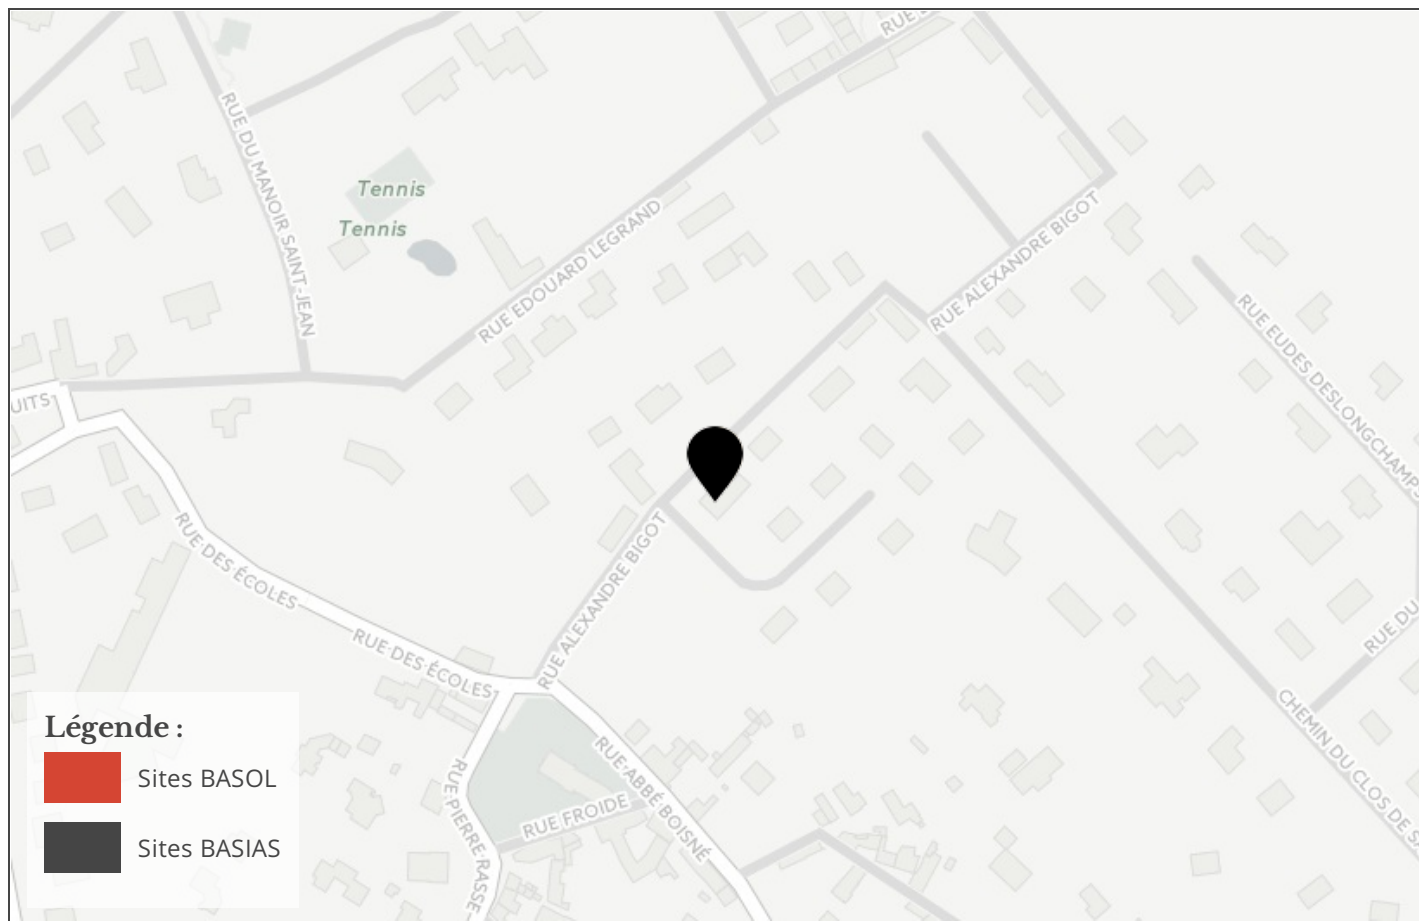 RUE DU MANOIR SAINT-JEAN
Tennis
Tennis
RUE EDOUARD LEGRAND
RUE ALEXANDRE BIGOT
RUE EUDES DESLONGCHAMPS
UITS
RUE DES ÉCOLES
RUE DES ÉCOLES
RUE ALEXANDRE BIGOT
RUE DU
CHEMIN DU CLOS DE SA
RUE ABBÉ BOISNÉ
RUE FROIDE
RUE PIERRE RASSE
Légende :
Sites BASOL
Sites BASIAS